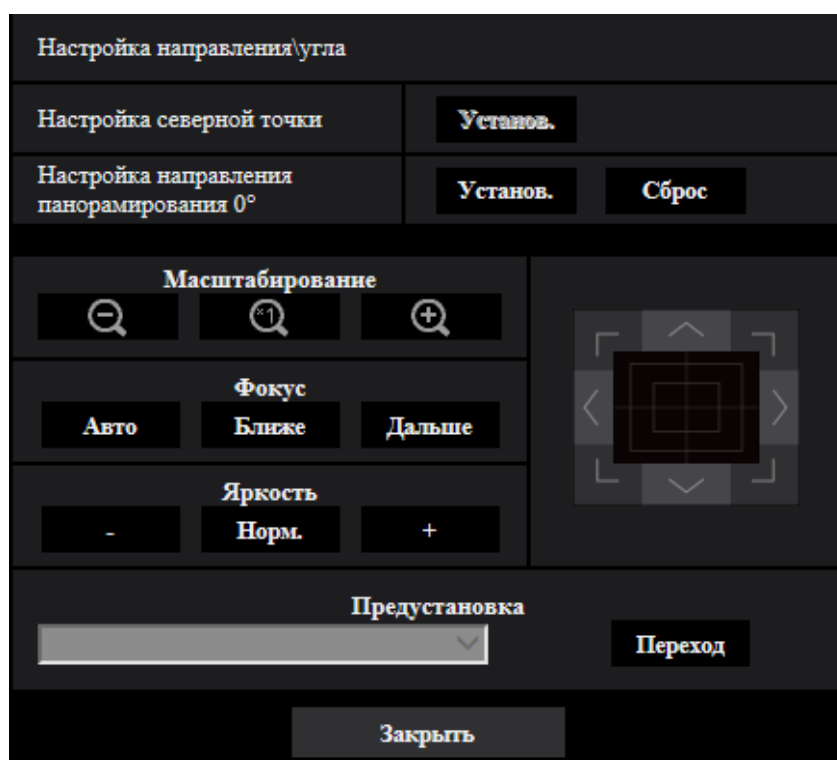 Настройка направления\угла
Настройка северной точки
Установ.
Настройка направления
панорамирования 0°
Установ.
Сброс
Масштабирование
×1
Фокус
Авто
Ближе
Дальше
Яркость
-
Норм.
+
Предустановка
Переход
Закрыть